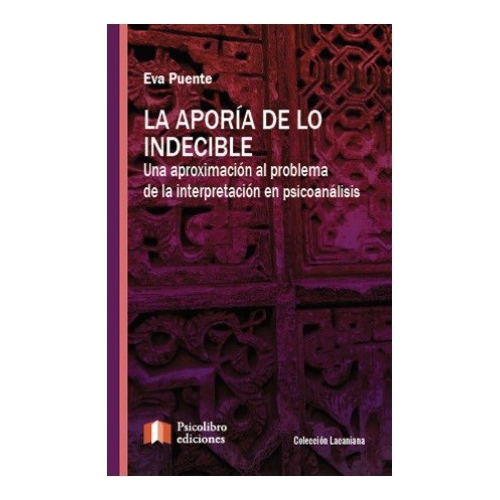 Eva Puente
LA APORÍA DE LO
INDECIBLE
Una aproximación al problema
de la interpretación en psicoanálisis
Psicolibro
ediciones
Colección Lacaniana